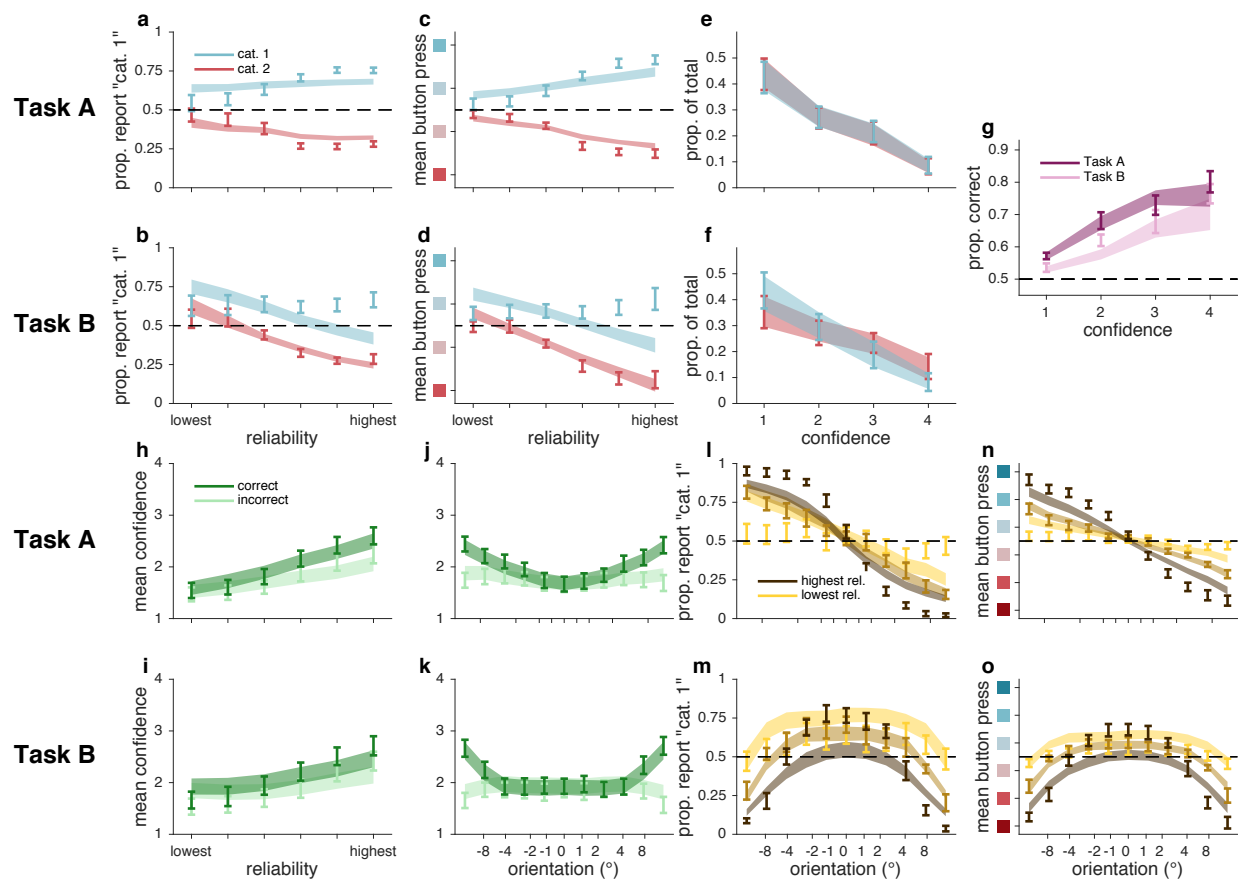 a
c
e
prop. report "cat. 1"
1
0.75
0.5
0.25
0
cat. 1
cat. 2
mean button press
prop. of total
0.5
0.4
0.3
0.2
0.1
0
Task A
g
prop. correct
0.9
0.8
0.7
0.6
0.5
Task A
Task B
1
2
3
4
confidence
b
d
f
prop. report "cat. 1"
1
0.75
0.5
0.25
0
mean button press
prop. of total
0.5
0.4
0.3
0.2
0.1
0
Task B
lowest
highest
reliability
lowest
highest
reliability
1
2
3
4
confidence
h
j
l
n
mean confidence
4
3
2
1
correct
incorrect
4
3
2
1
prop. report "cat. 1"
1
0.75
0.5
0.25
0
highest rel.
lowest rel.
mean button press
Task A
i
k
m
o
mean confidence
4
3
2
1
4
3
2
1
prop. report "cat. 1"
1
0.75
0.5
0.25
0
mean button press
Task B
lowest
highest
reliability
-8
-4
-2
-1
0
1
2
4
8
orientation (°)
-8
-4
-2
-1
0
1
2
4
8
orientation (°)
-8
-4
-2
-1
0
1
2
4
8
orientation (°)